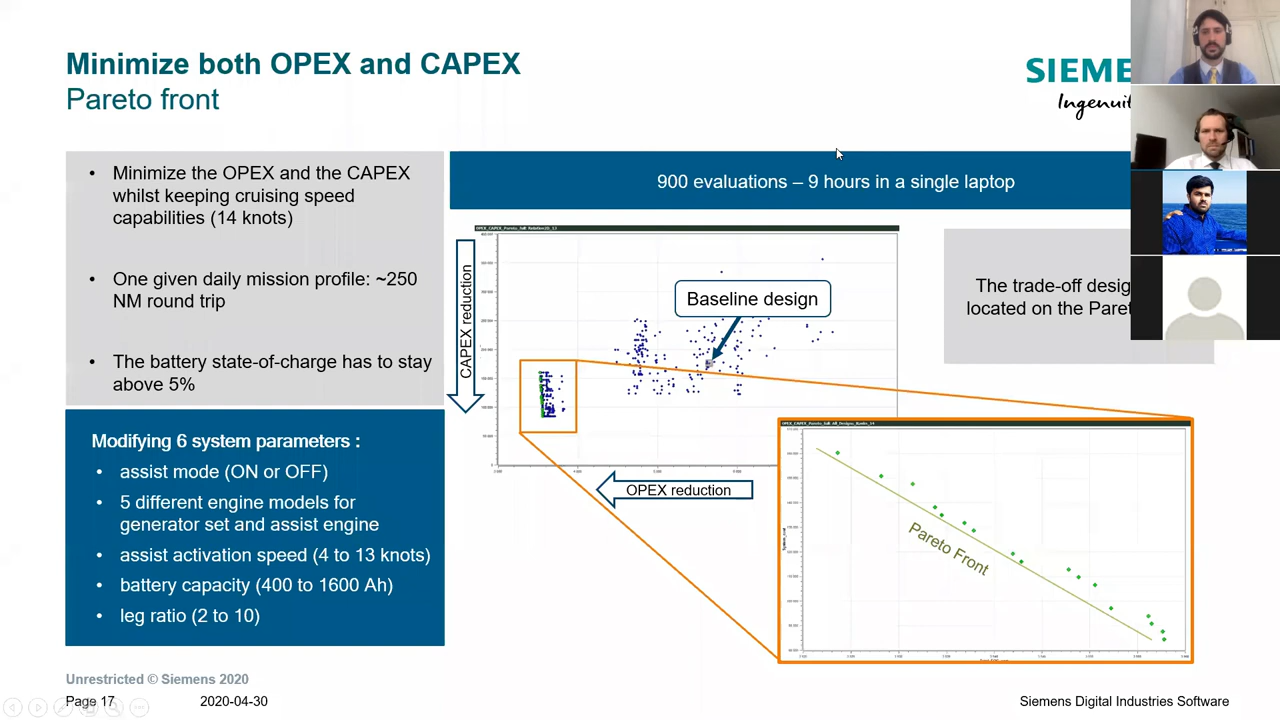 Minimize both OPEX and CAPEX
Pareto front
SIEME
Ingenuit
• Minimize the OPEX and the CAPEX
whilst keeping cruising speed
capabilities (14 knots)
• One given daily mission profile: ~250
NM round trip
• The battery state-of-charge has to stay
above 5%
Modifying 6 system parameters :
• assist mode (ON or OFF)
• 5 different engine models for
generator set and assist engine
• assist activation speed (4 to 13 knots)
• battery capacity (400 to 1600 Ah)
• leg ratio (2 to 10)
900 evaluations – 9 hours in a single laptop
CAPEX reduction
Baseline design
OPEX reduction
The trade-off desig
located on the Paret
Pareto Front
Unrestricted © Siemens 2020
Page 17
2020-04-30
Siemens Digital Industries Software